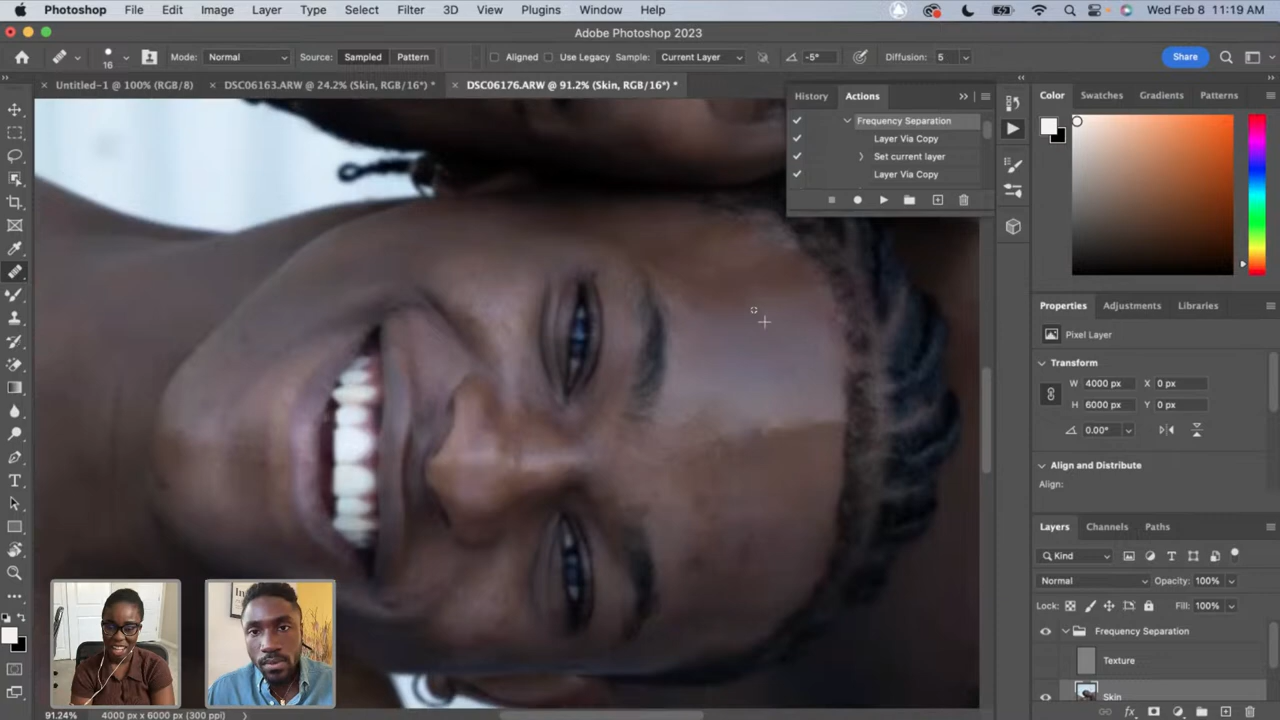 Photoshop File Edit Image Layer Type Select Filter 3D View Plugins Window Help Wed Feb 8 11:19 AM
Adobe Photoshop 2023
16 Mode: Normal Source: Sampled Pattern Aligned Use Legacy Sample: Current Layer -5° Diffusion: 5 Share
Untitled-1 @ 100% (RGB/8) DSC06163.ARW @ 24.2% (Skin, RGB/16*) * DSC06176.ARW @ 91.2% (Skin, RGB/16*) *
History Actions
Frequency Separation
Layer Via Copy
Set current layer
Layer Via Copy
Color Swatches Gradients Patterns
Properties Adjustments Libraries
Pixel Layer
Transform
W 4000 px X 0 px
H 6000 px Y 0 px
0.00°
Align and Distribute
Align:
Layers Channels Paths
Kind
Normal Opacity: 100%
Lock: Fill: 100%
Frequency Separation
Texture
Skin
91.24% 4000 px x 6000 px (300 ppi)